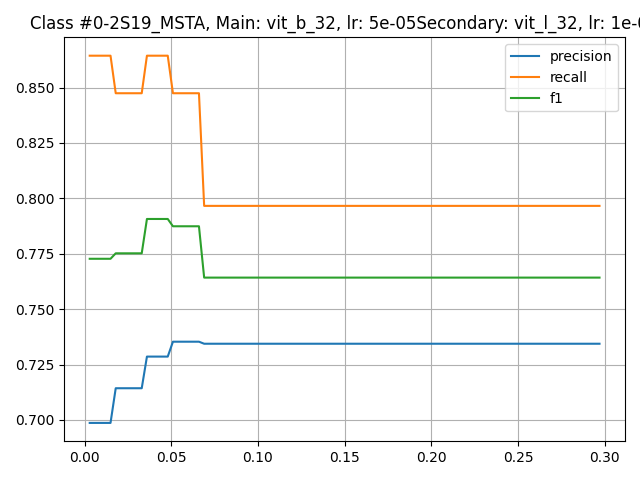 Class #0-2S19_MSTA, Main: vit_b_32, lr: 5e-05Secondary: vit_l_32, lr: 1e-
precision
recall
f1
0.850
0.825
0.800
0.775
0.750
0.725
0.700
0.00 0.05 0.10 0.15 0.20 0.25 0.30